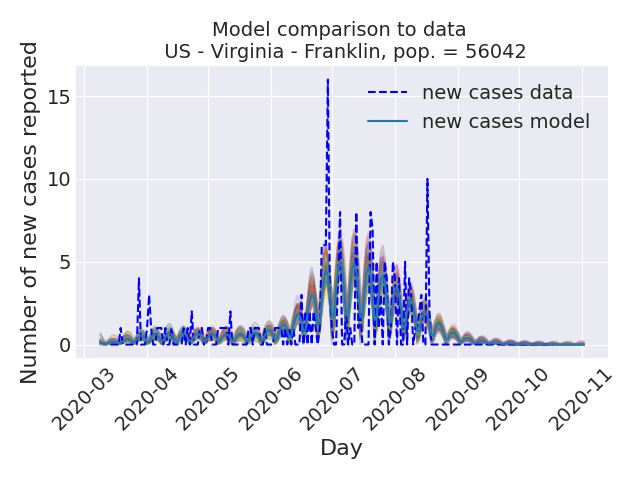 Model comparison to data
US - Virginia - Franklin, pop. = 56042
Number of new cases reported
15
10
5
0
new cases data
new cases model
2020-03
2020-04
2020-05
2020-06
2020-07
2020-08
2020-09
2020-10
2020-11
Day